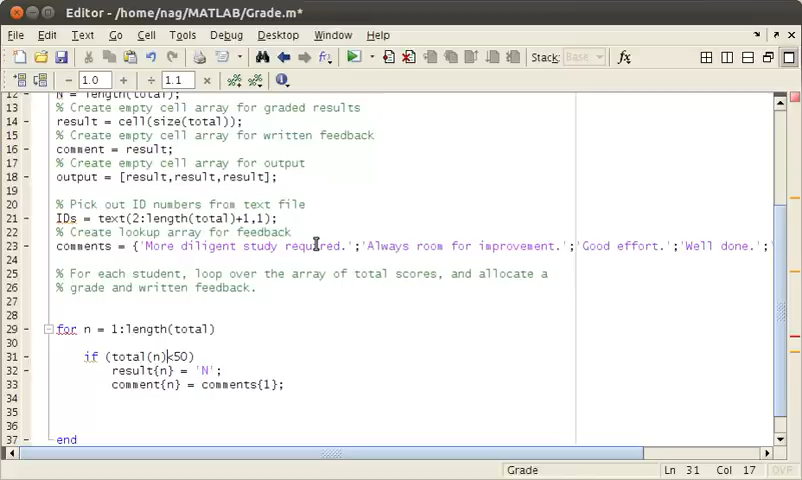 Editor - /home/nag/MATLAB/Grade.m*
File Edit Text Go Cell Tools Debug Desktop Window Help
Stack: Base fx
− 1.0 + ÷ 1.1 ×
12 - N = length(total);
13 % Create empty cell array for graded results
14 - result = cell(size(total));
15 % Create empty cell array for written feedback
16 - comment = result;
17 % Create empty cell array for output
18 - output = [result,result,result];
19
20 % Pick out ID numbers from text file
21 - IDs = text(2:length(total)+1,1);
22 % Create lookup array for feedback
23 - comments = {'More diligent study required.';'Always room for improvement.';'Good effort.';'Well done.';'
24
25 % For each student, loop over the array of total scores, and allocate a
26 % grade and written feedback.
27
28
29 - for n = 1:length(total)
30
31 - if (total(n)<50)
32 - result{n} = 'N';
33 - comment{n} = comments{1};
34
35
36
37 - end
Grade Ln 31 Col 17 OVR